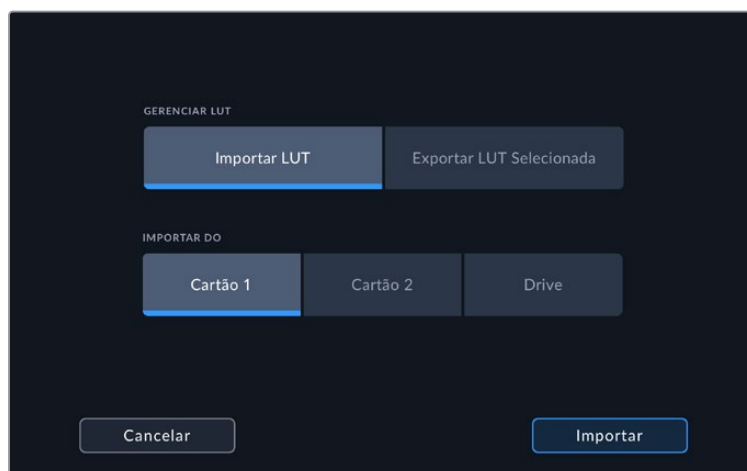 GERENCIAR LUT
Importar LUT Exportar LUT Selecionada
IMPORTAR DO
Cartão 1 Cartão 2 Drive
Cancelar Importar